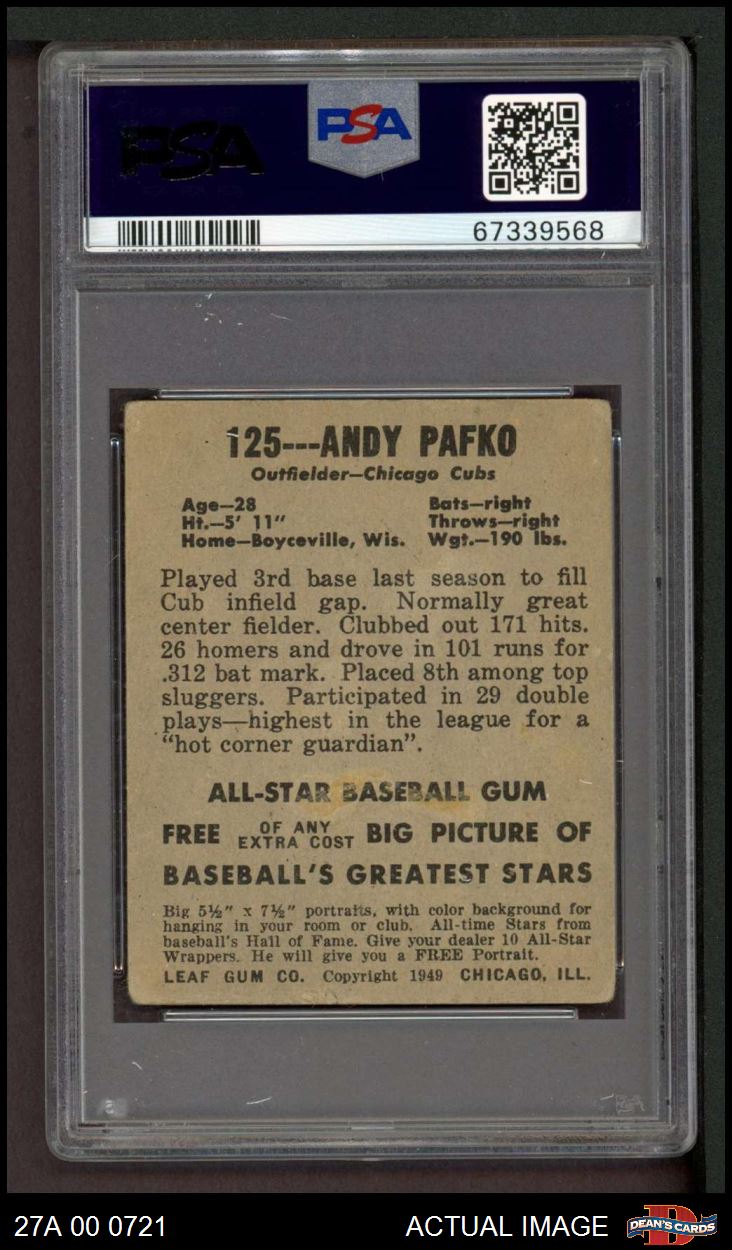 PSA
PSA
67339568
125---ANDY PAFKO
Outfielder—Chicago Cubs
Age—28 Bats—right
Ht.—5' 11" Throws—right
Home—Boyceville, Wis. Wgt.—190 lbs.
Played 3rd base last season to fill
Cub infield gap. Normally great
center fielder. Clubbed out 171 hits.
26 homers and drove in 101 runs for
.312 bat mark. Placed 8th among top
sluggers. Participated in 29 double
plays—highest in the league for a
"hot corner guardian".
ALL-STAR BASEBALL GUM
FREE OF ANY EXTRA COST BIG PICTURE OF
BASEBALL'S GREATEST STARS
Big 5½" x 7½" portraits, with color background for
hanging in your room or club. All-time Stars from
baseball's Hall of Fame. Give your dealer 10 All-Star
Wrappers. He will give you a FREE Portrait.
LEAF GUM CO. Copyright 1949 CHICAGO, ILL.
27A 00 0721 ACTUAL IMAGE DEAN'S CARDS